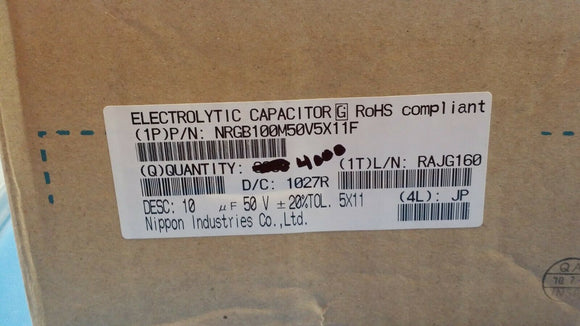 ELECTROLYTIC CAPACITOR G RoHS compliant
(1P)P/N: NRGB100M50V5X11F
(Q)QUANTITY: 4000 (1T)L/N: RAJG160
D/C: 1027R
DESC: 10 μF 50 V ± 20%TOL. 5X11 (4L): JP
Nippon Industries Co.,Ltd.
QA